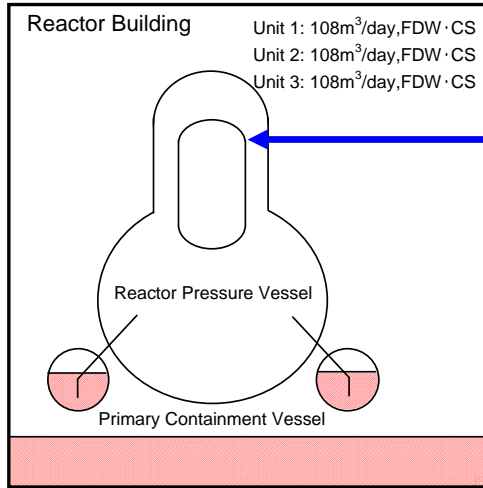 Reactor Building
Unit 1: 108m³/day,FDW･CS
Unit 2: 108m³/day,FDW･CS
Unit 3: 108m³/day,FDW･CS
Reactor Pressure Vessel
Primary Containment Vessel